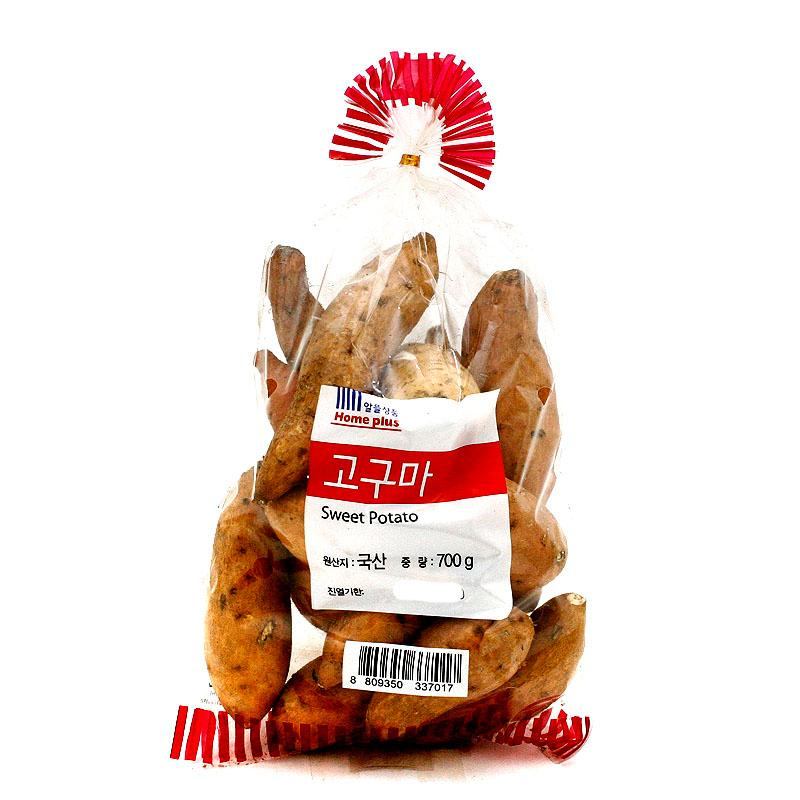 알뜰상품
Home plus
고구마
Sweet Potato
원산지 : 국산 중 량 : 700 g
진열기한:
8 809350 337017